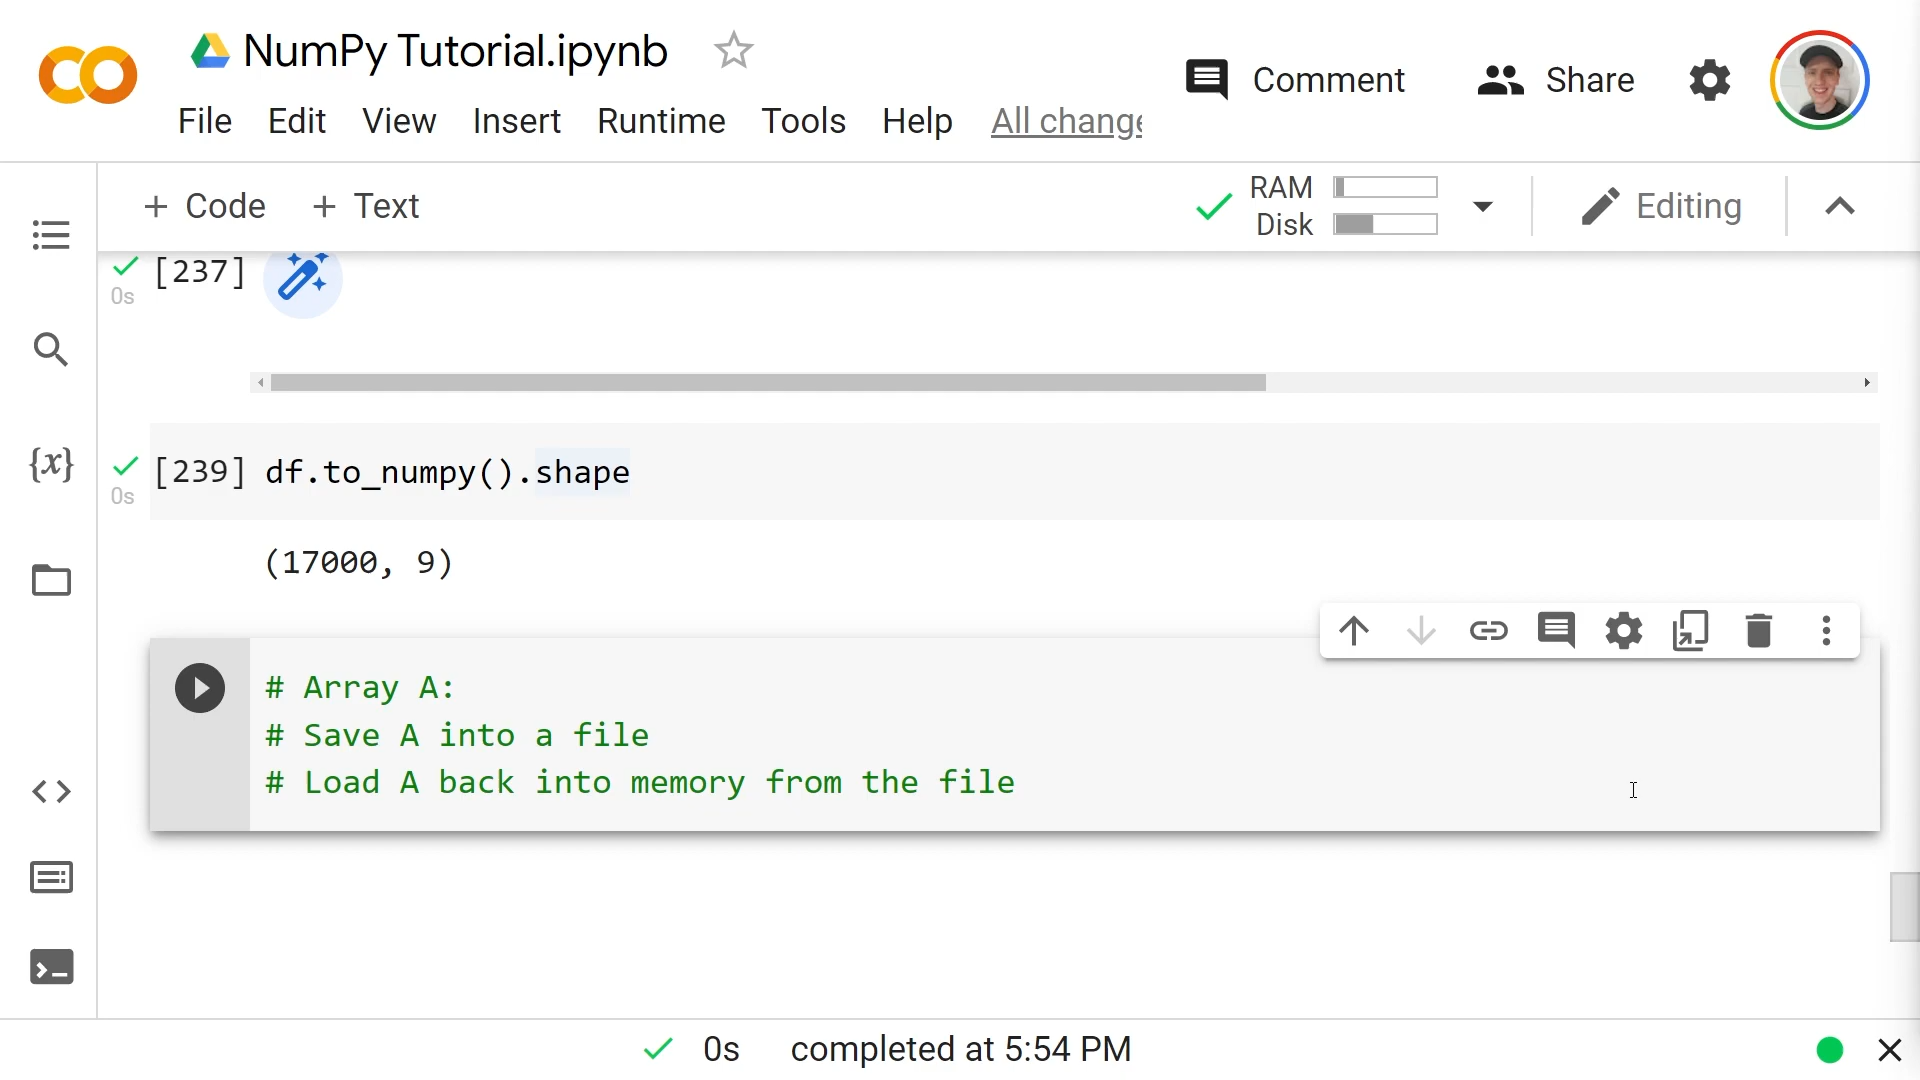 NumPy Tutorial.ipynb
File Edit View Insert Runtime Tools Help All change
Comment
Share
+ Code + Text
RAM
Disk
Editing
[237]
0s
{x}
[239] df.to_numpy().shape
0s
(17000, 9)
# Array A:
# Save A into a file
# Load A back into memory from the file
0s completed at 5:54 PM